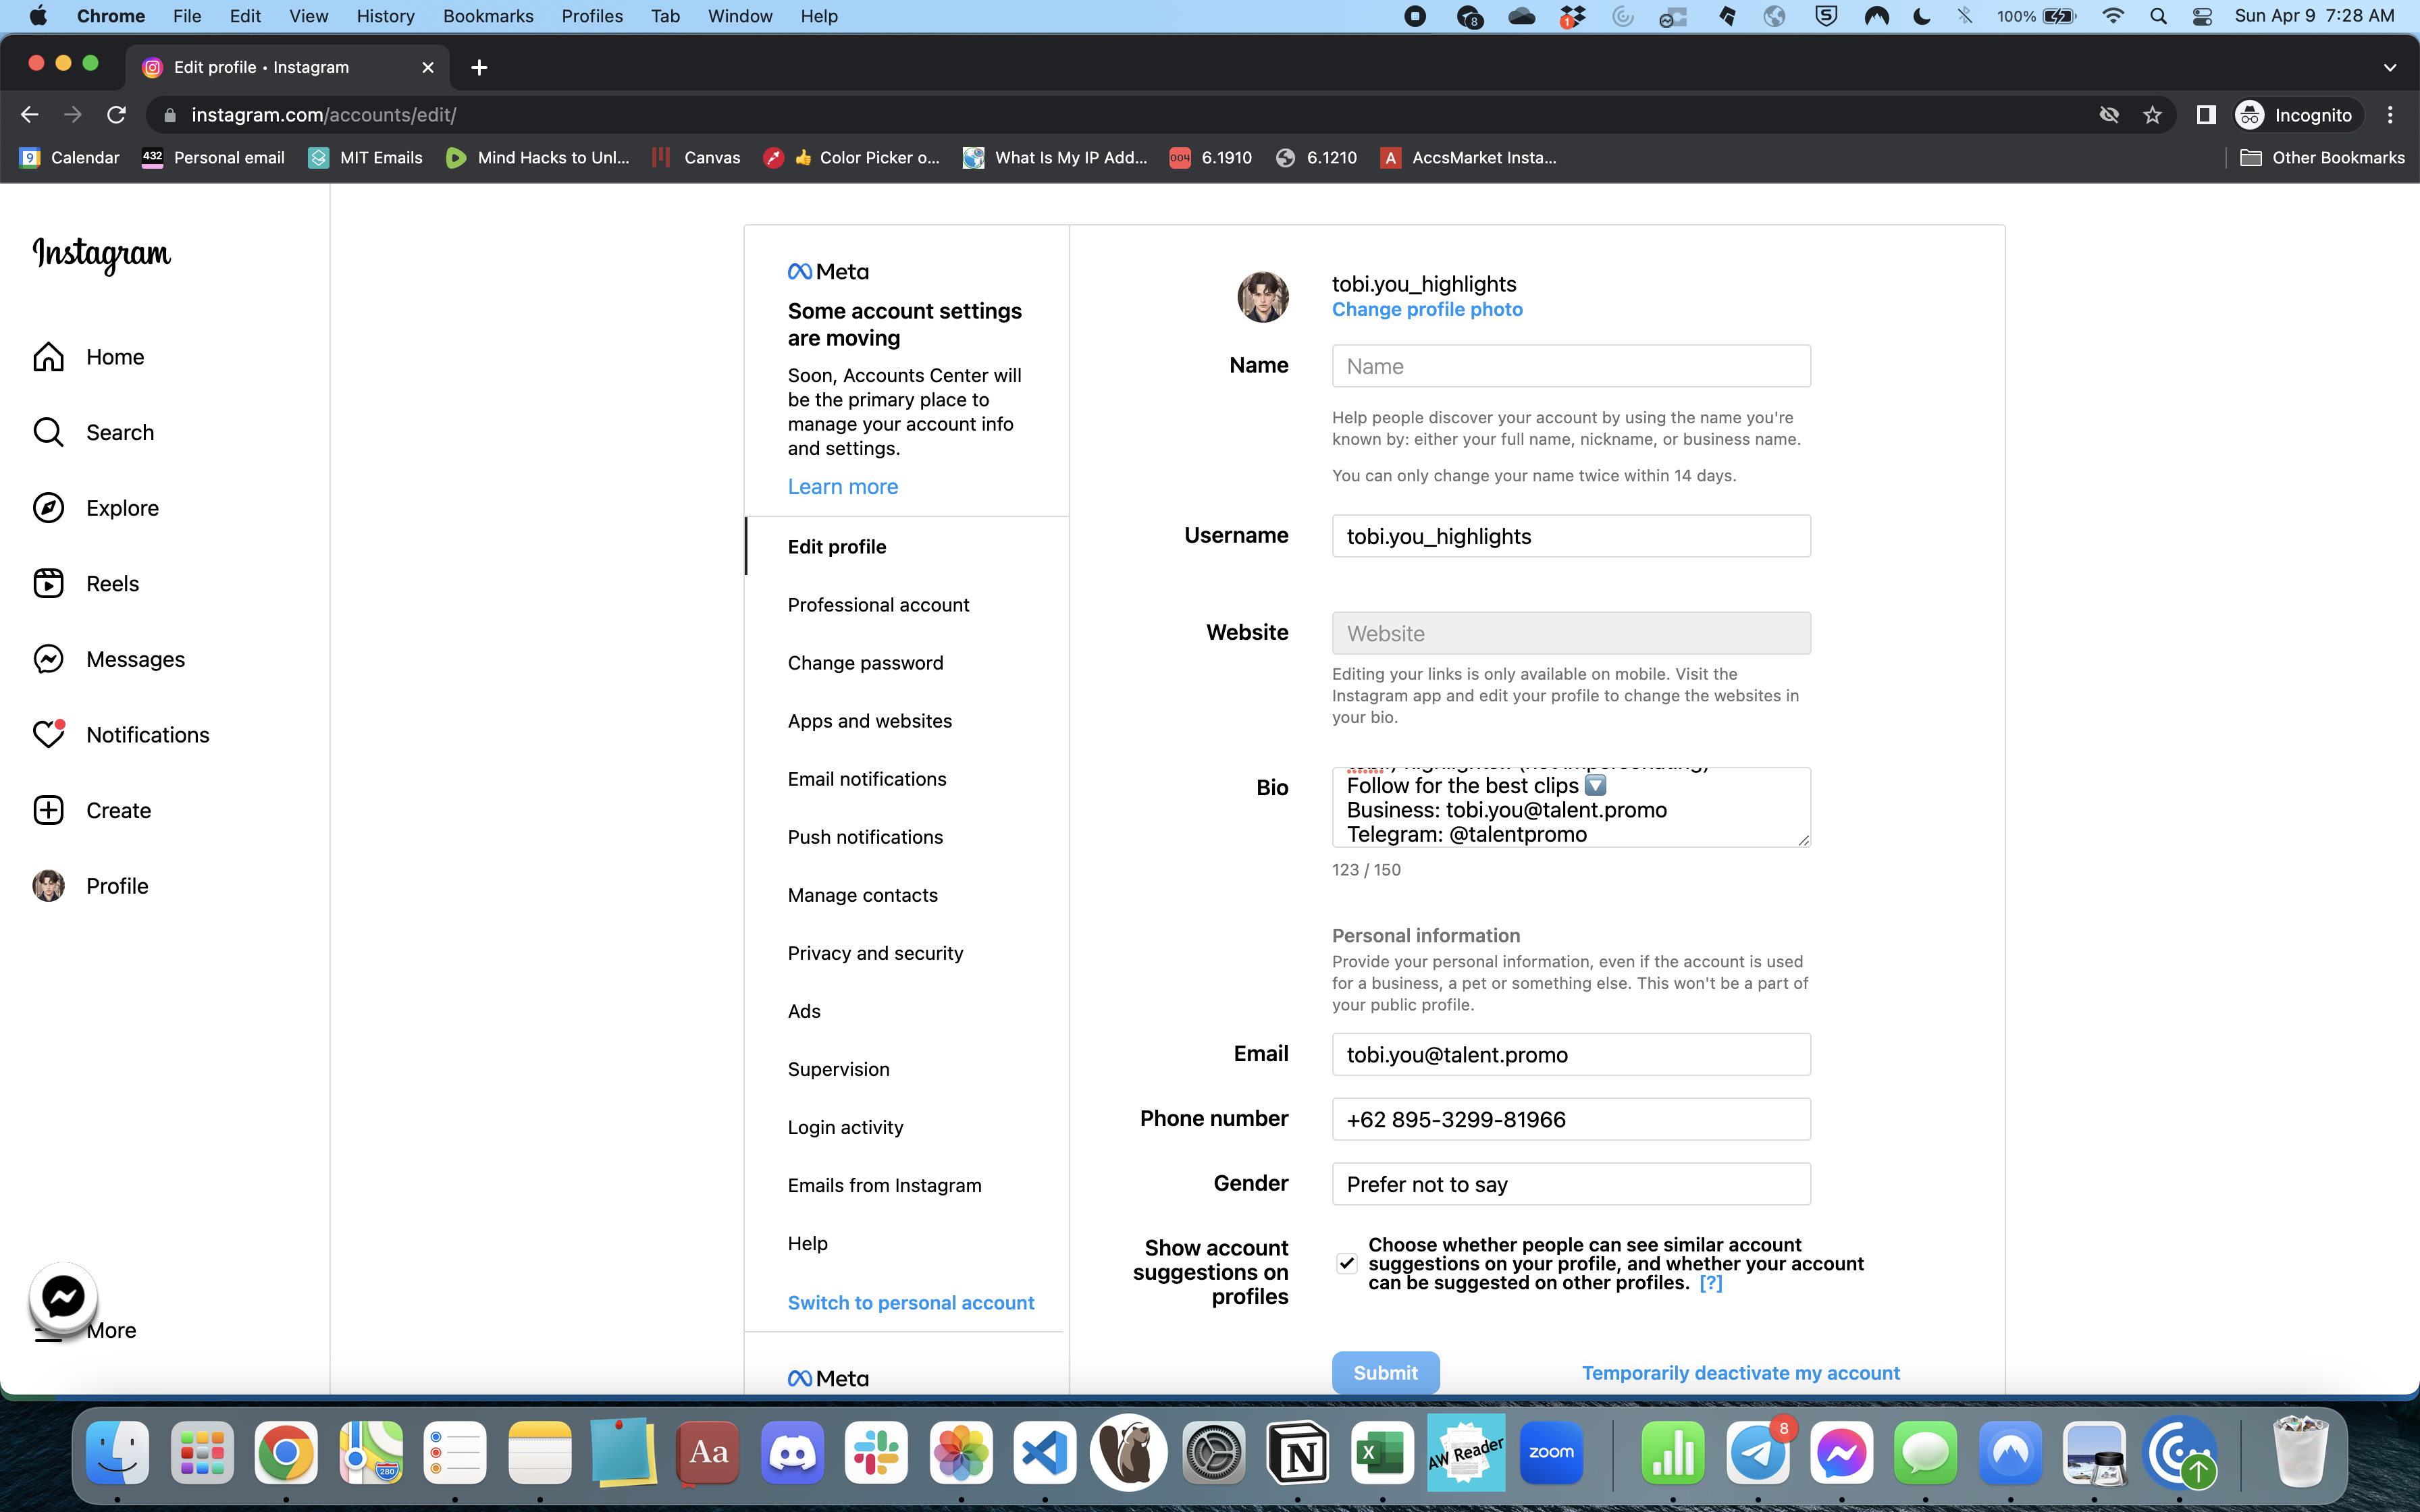 Chrome File Edit View History Bookmarks Profiles Tab Window Help
8 1 100% Sun Apr 9 7:28 AM
Edit profile • Instagram
instagram.com/accounts/edit/
Incognito
9 Calendar 432 Personal email MIT Emails Mind Hacks to Unl... Canvas 👍 Color Picker o... What Is My IP Add... 004 6.1910 6.1210 A AccsMarket Insta... Other Bookmarks
Instagram
Home
Search
Explore
Reels
Messages
Notifications
Create
Profile
More
Meta
Some account settings
are moving
Soon, Accounts Center will
be the primary place to
manage your account info
and settings.
Learn more
Edit profile
Professional account
Change password
Apps and websites
Email notifications
Push notifications
Manage contacts
Privacy and security
Ads
Supervision
Login activity
Emails from Instagram
Help
Switch to personal account
Meta
tobi.you_highlights
Change profile photo
Name
Name
Help people discover your account by using the name you're
known by: either your full name, nickname, or business name.
You can only change your name twice within 14 days.
Username
tobi.you_highlights
Website
Website
Editing your links is only available on mobile. Visit the
Instagram app and edit your profile to change the websites in
your bio.
Bio
Follow for the best clips 🔽
Business: tobi.you@talent.promo
Telegram: @talentpromo
123 / 150
Personal information
Provide your personal information, even if the account is used
for a business, a pet or something else. This won't be a part of
your public profile.
Email
tobi.you@talent.promo
Phone number
+62 895-3299-81966
Gender
Prefer not to say
Show account
suggestions on
profiles
Choose whether people can see similar account
suggestions on your profile, and whether your account
can be suggested on other profiles. [?]
Submit
Temporarily deactivate my account
280
Aa
N
X
AW Reader
zoom
8